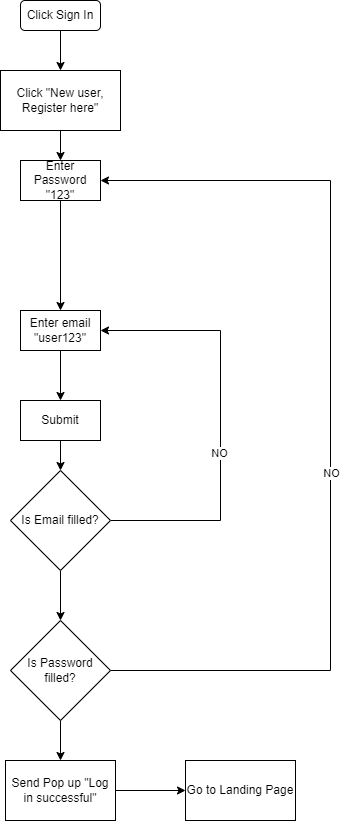 Click Sign In
Click "New user,
Register here"
Enter
Password
"123"
Enter email
"user123"
Submit
NO
NO
Is Email filled?
Is Password
filled?
Send Pop up "Log
in successful"
Go to Landing Page